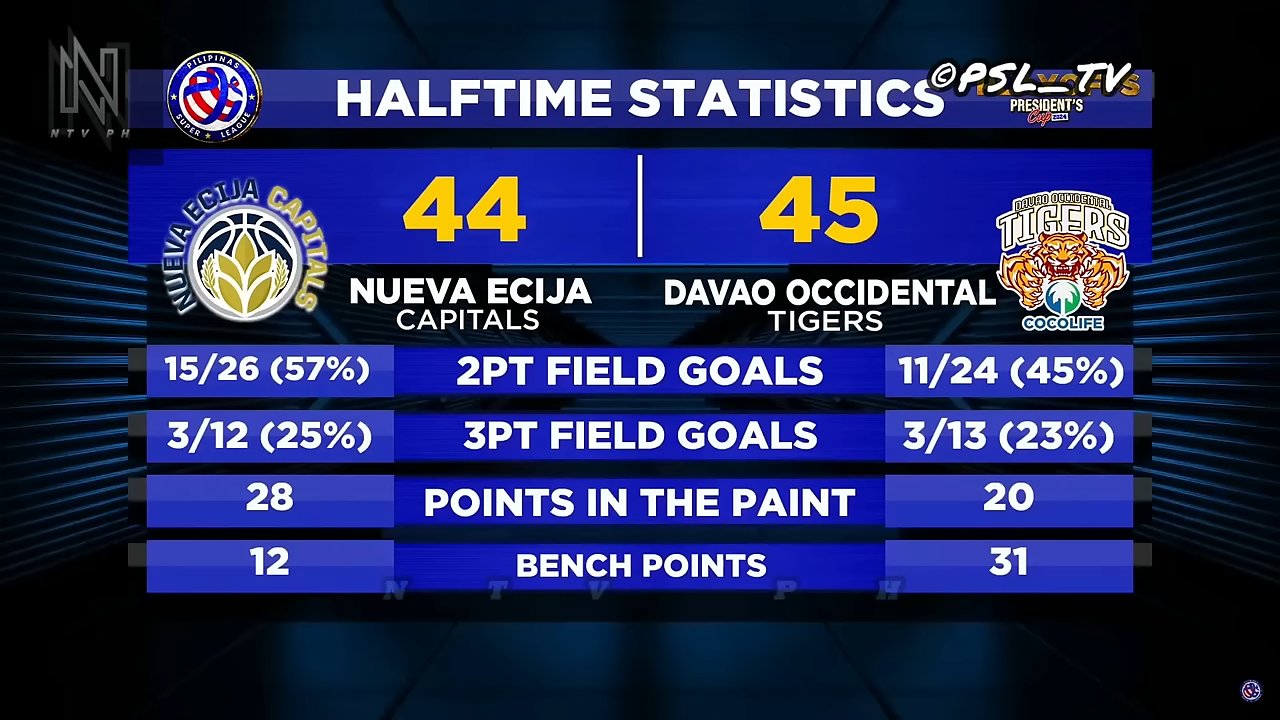 NTV PH
PILIPINAS
SUPER ★ LEAGUE
HALFTIME STATISTICS
©PSL_TV
PRESIDENT'S
Cup 2024
NUEVA ECIJA CAPITALS
44
45
DAVAO OCCIDENTAL
TIGERS
COCOLIFE
NUEVA ECIJA
CAPITALS
DAVAO OCCIDENTAL
TIGERS
15/26 (57%) 2PT FIELD GOALS 11/24 (45%)
3/12 (25%) 3PT FIELD GOALS 3/13 (23%)
28 POINTS IN THE PAINT 20
12 BENCH POINTS 31
N T V P H